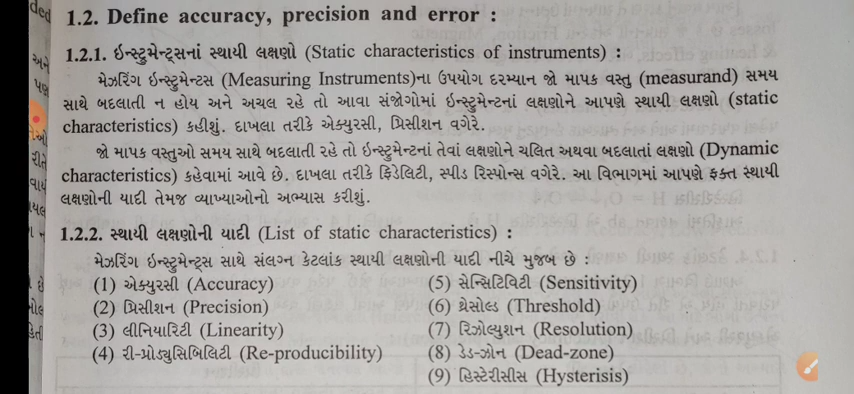 1.2. Define accuracy, precision and error :
1.2.1. ઇન્સ્ટ્રુમેન્ટ્સનાં સ્થાયી લક્ષણો (Static characteristics of instruments) :
મેઝરિંગ ઇન્સ્ટ્રુમેન્ટસ (Measuring Instruments)ના ઉપયોગ દરમ્યાન જો માપક વસ્તુ (measurand) સમય
સાથે બદલાતી ન હોય અને અચલ રહે તો આવા સંજોગોમાં ઇન્સ્ટ્રુમેન્ટનાં લક્ષણોને આપણે સ્થાયી લક્ષણો (static
characteristics) કહીશું. દાખલા તરીકે એક્યુરસી, પ્રિસીશાન વગેરે.
જો માપક વસ્તુઓ સમય સાથે બદલાતી રહે તો ઇન્સ્ટ્રુમેન્ટનાં તેવાં લક્ષણોને ચલિત અથવા બદલાતાં લક્ષણો (Dynamic
characteristics) કહેવામાં આવે છે. દાખલા તરીકે ફિડેલિટી, સ્પીડ રિસ્પોન્સ વગેરે. આ વિભાગમાં આપણે ફક્ત સ્થાયી
લક્ષણોની યાદી તેમજ વ્યાખ્યાઓનો અભ્યાસ કરીશું.
1.2.2. સ્થાયી લક્ષણોની યાદી (List of static characteristics) :
મેઝરિંગ ઇન્સ્ટ્રુમેન્ટ્સ સાથે સંલગ્ન કેટલાંક સ્થાયી લક્ષણોની યાદી નીચે મુજબ છે :
(1) એક્યુરસી (Accuracy)
(2) પ્રિસીશન (Precision)
(3) લીનિયારિટી (Linearity)
(4) રી-પ્રોડ્યુસિબિલિટી (Re-producibility)
(5) સેન્સિટિવિટી (Sensitivity)
(6) થ્રેસોલ્ડ (Threshold)
(7) રિઝોલ્યુશન (Resolution)
(8) ડેડ-ઝોન (Dead-zone)
(9) હિસ્ટેરીસીસ (Hysterisis)